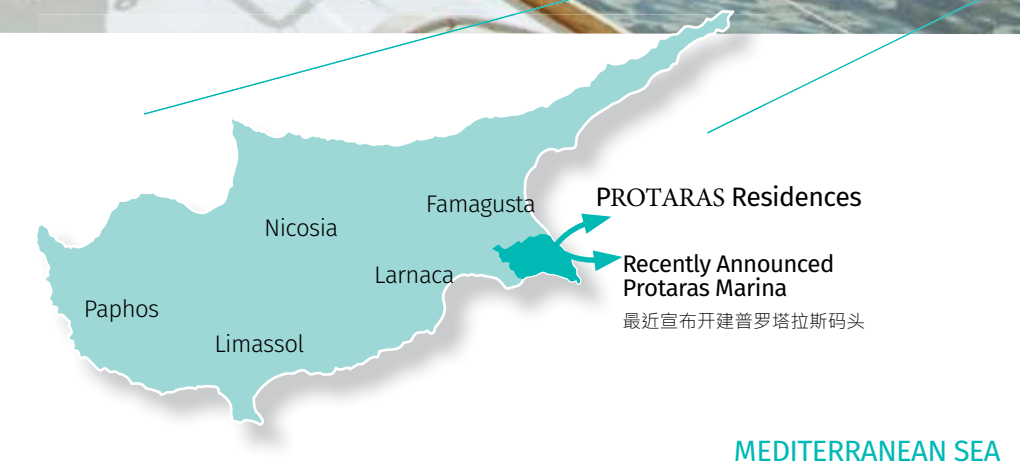 Famagusta
PROTARAS Residences
Nicosia
Recently Announced
Protaras Marina
Larnaca
Paphos
最近宣布开建普罗塔拉斯码头
Limassol
MEDITERRANEAN SEA